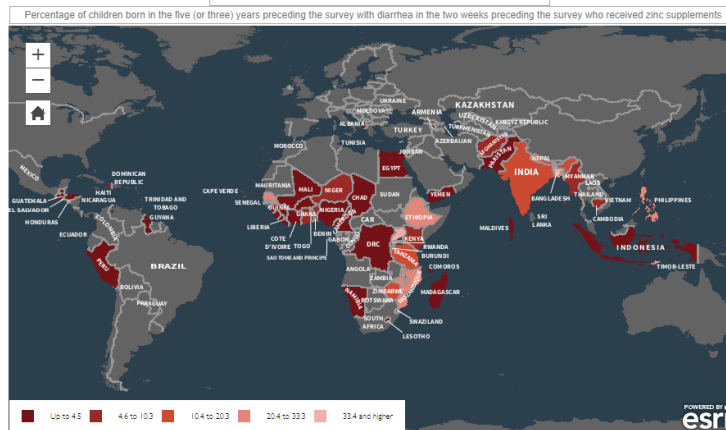 Percentage of children born in the five (or three) years preceding the survey with diarrhea in the two weeks preceding the survey who received zinc supplements
+
−
UKRAINE
MOLDOVA
KAZAKHSTAN
ALBANIA
ARMENIA
UZBEKISTAN
KYRGYZ REPUBLIC
TURKEY
TURKMENISTAN
AZERBAIJAN
TUNISIA
MOROCCO
JORDAN
AFGHANISTAN
PAKISTAN
EGYPT
NEPAL
MEXICO
DOMINICAN
REPUBLIC
HAITI
CAPE VERDE
MAURITANIA
MALI
NIGER
CHAD
SUDAN
YEMEN
INDIA
MYANMAR
LAOS
GUATEMALA
NICARAGUA
TRINIDAD AND
TOBAGO
SENEGAL
BANGLADESH
THAILAND
VIETNAM
PHILIPPINES
EL SALVADOR
GUYANA
GUINEA
GHANA
NIGERIA
ETHIOPIA
CAMBODIA
HONDURAS
COLOMBIA
LIBERIA
BENIN
CAMEROON
CAR
SRI
LANKA
MALDIVES
ECUADOR
COTE
D'IVOIRE
TOGO
GABON
CONGO
DRC
KENYA
RWANDA
BURUNDI
INDONESIA
SAO TOME AND PRINCIPE
TANZANIA
COMOROS
TIMOR-LESTE
PERU
BRAZIL
ANGOLA
ZAMBIA
BOLIVIA
ZIMBABWE
MOZAMBIQUE
MADAGASCAR
PARAGUAY
NAMIBIA
BOTSWANA
SOUTH
AFRICA
SWAZILAND
LESOTHO
Up to 4.5
4.6 to 10.3
10.4 to 20.3
20.4 to 33.3
33.4 and higher
POWERED BY
esri